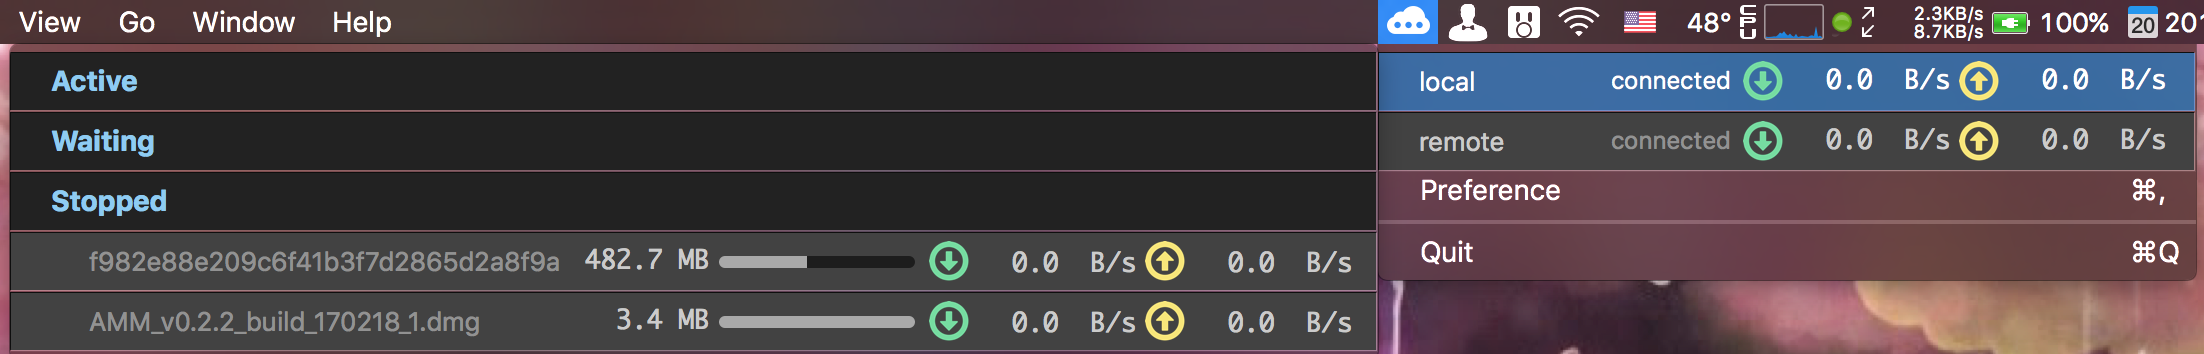 View Go Window Help 48° CPU 2.3KB/s 8.7KB/s 100% 20 201
Active
Waiting
Stopped
f982e88e209c6f41b3f7d2865d2a8f9a 482.7 MB 0.0 B/s 0.0 B/s
AMM_v0.2.2_build_170218_1.dmg 3.4 MB 0.0 B/s 0.0 B/s
local connected 0.0 B/s 0.0 B/s
remote connected 0.0 B/s 0.0 B/s
Preference ⌘,
Quit ⌘Q